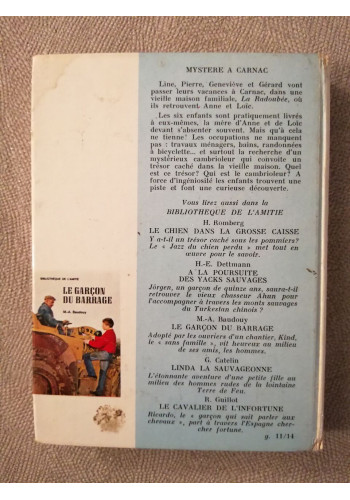 MYSTERE A CARNAC
Line, Pierre, Geneviève et Gérard vont
passer leurs vacances à Carnac, dans une
vieille maison familiale, La Radoubée, où
ils retrouvent Anne et Loïc.
Les six enfants sont pratiquement livrés
à eux-mêmes, la mère d'Anne et de Loïc
devant s'absenter souvent. Mais qu'à cela
ne tienne! Les occupations ne manquent
pas : travaux ménagers, bains, randonnées
à bicyclette... et surtout la recherche d'un
mystérieux cambrioleur qui convoite un
trésor caché dans la vieille maison. Quel
est ce trésor? Qui est le cambrioleur? A
force d'ingéniosité les enfants trouvent une
piste et font une curieuse découverte.
Vous lirez aussi dans la
BIBLIOTHEQUE DE L'AMITIE
H. Romberg
LE CHIEN DANS LA GROSSE CAISSE
Y a-t-il un trésor caché sous les pommiers?
Le « Jazz du chien perdu » met tout en
œuvre pour le savoir.
H.-E. Dettmann
A LA POURSUITE
DES YACKS SAUVAGES
Jörgen, un garçon de quinze ans, saura-t-il
retrouver le vieux chasseur Ahun pour
l'accompagner à travers les monts sauvages
du Turkestan chinois ?
M.-A. Baudouy
LE GARÇON DU BARRAGE
Adopté par les ouvriers d'un chantier, Kind,
le « sans famille », vit heureux au milieu
de ses amis, les hommes.
G. Catelin
LINDA LA SAUVAGEONNE
L'étonnante aventure d'une petite fille au
milieu des hommes rudes de la lointaine
Terre de Feu.
R. Guillot
LE CAVALIER DE L'INFORTUNE
Ricardo, le « garçon qui sait parler aux
chevaux », part à travers l'Espagne cher-
cher fortune.
g. 11/14
BIBLIOTHEQUE DE L'AMITIE
LE GARÇON
DU BARRAGE
M.-A. Baudouy